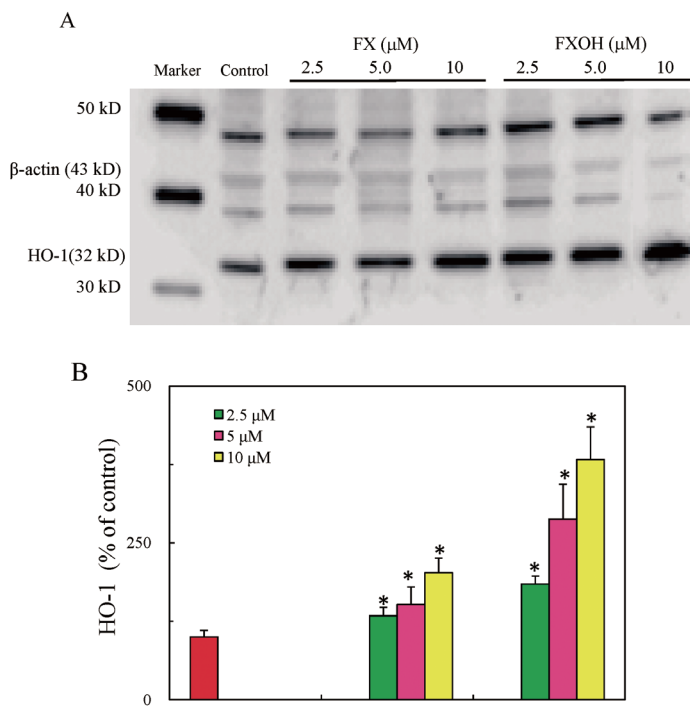 A
FX (μM) FXOH (μM)
Marker Control 2.5 5.0 10 2.5 5.0 10
50 kD
β-actin (43 kD)
40 kD
HO-1(32 kD)
30 kD
B
500
2.5 μM
5 μM
10 μM
* * * * * *
250
0
HO-1 (% of control)